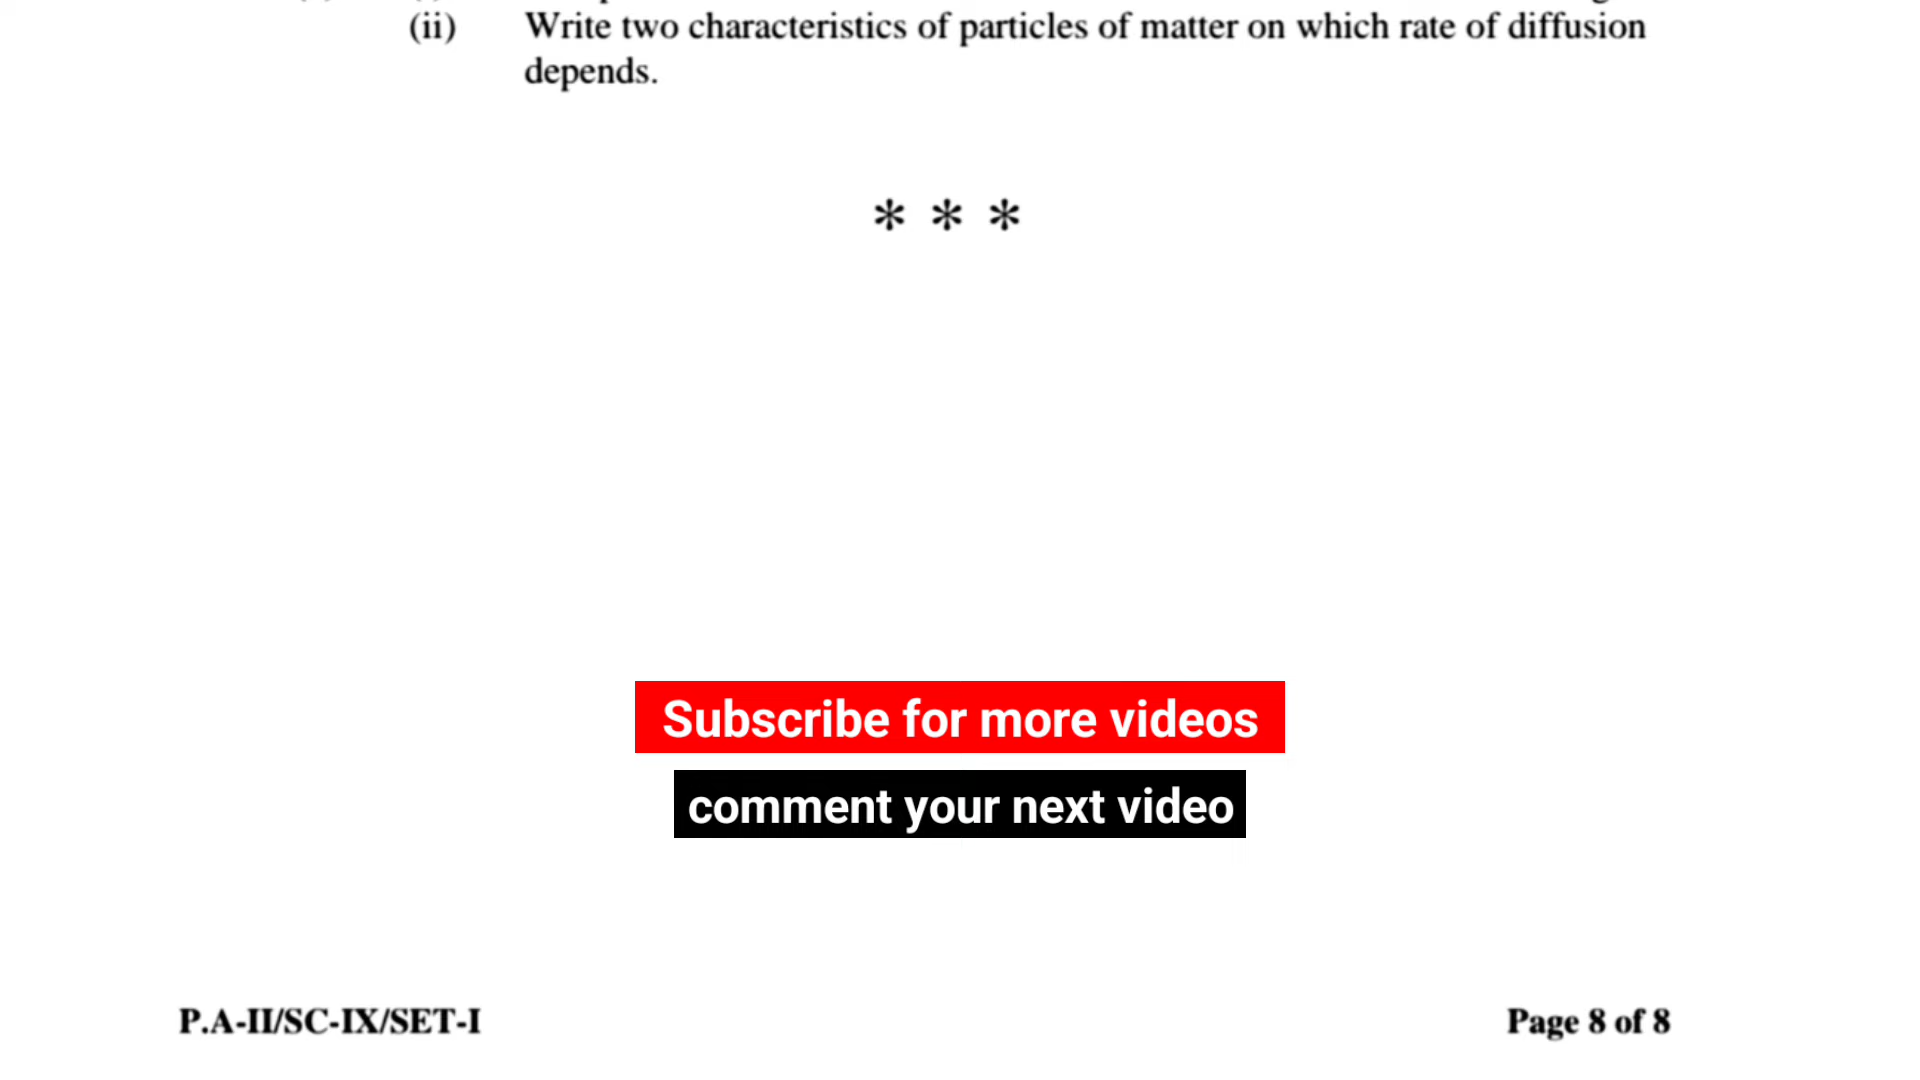 (ii) Write two characteristics of particles of matter on which rate of diffusion
depends.
* * *
Subscribe for more videos
comment your next video
P.A-II/SC-IX/SET-I Page 8 of 8